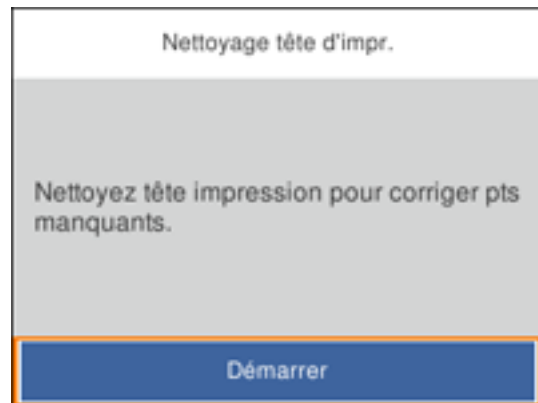 Nettoyage tête d'impr.
Nettoyez tête impression pour corriger pts
manquants.
Démarrer